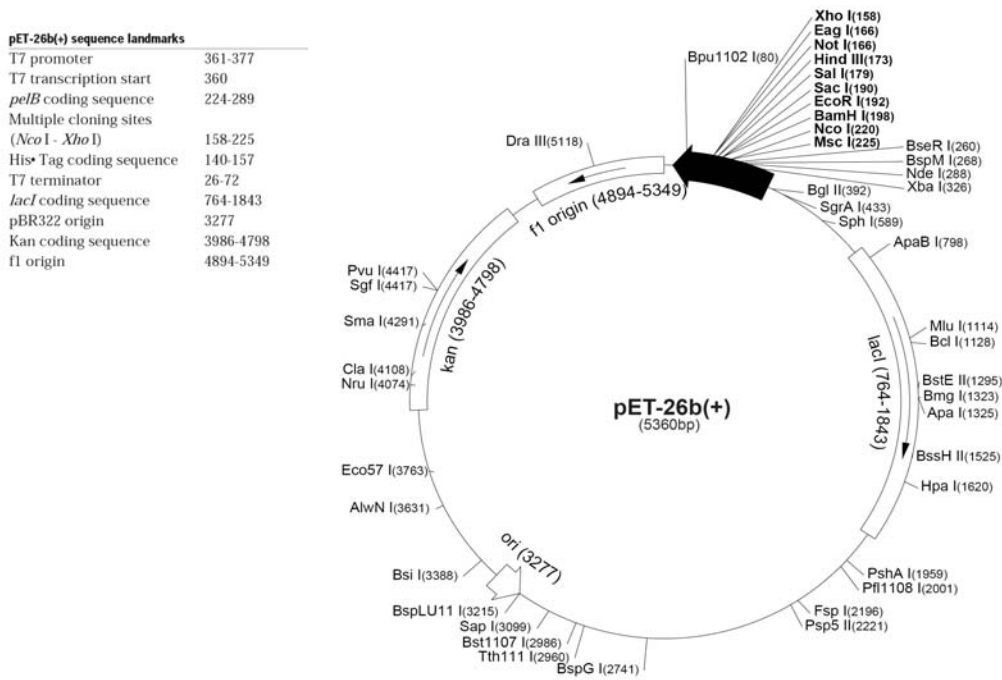 pET-26b(+) sequence landmarks
T7 promoter 361-377
T7 transcription start 360
pelB coding sequence 224-289
Multiple cloning sites
(Nco I - Xho I) 158-225
His•Tag coding sequence 140-157
T7 terminator 26-72
lacI coding sequence 764-1843
pBR322 origin 3277
Kan coding sequence 3986-4798
f1 origin 4894-5349
Xho I(158)
Eag I(166)
Not I(166)
Hind III(173)
Sal I(179)
Sac I(190)
EcoR I(192)
BamH I(198)
Nco I(220)
Msc I(225)
Bpu1102 I(80)
BseR I(260)
BspM I(268)
Nde I(288)
Xba I(326)
Bgl II(392)
SgrA I(433)
Sph I(589)
ApaB I(798)
Mlu I(1114)
Bcl I(1128)
BstE II(1295)
Bmg I(1323)
Apa I(1325)
BssH II(1525)
Hpa I(1620)
PshA I(1959)
Pfl1108 I(2001)
Fsp I(2196)
Psp5 II(2221)
BspG I(2741)
Tth111 I(2960)
Bst1107 I(2986)
Sap I(3099)
BspLU11 I(3215)
Bsi I(3388)
AlwN I(3631)
Eco57 I(3763)
Nru I(4074)
Cla I(4108)
Sma I(4291)
Sgf I(4417)
Pvu I(4417)
Dra III(5118)
f1 origin (4894-5349)
kan (3986-4798)
lacI (764-1843)
ori (3277)
pET-26b(+)
(5360bp)